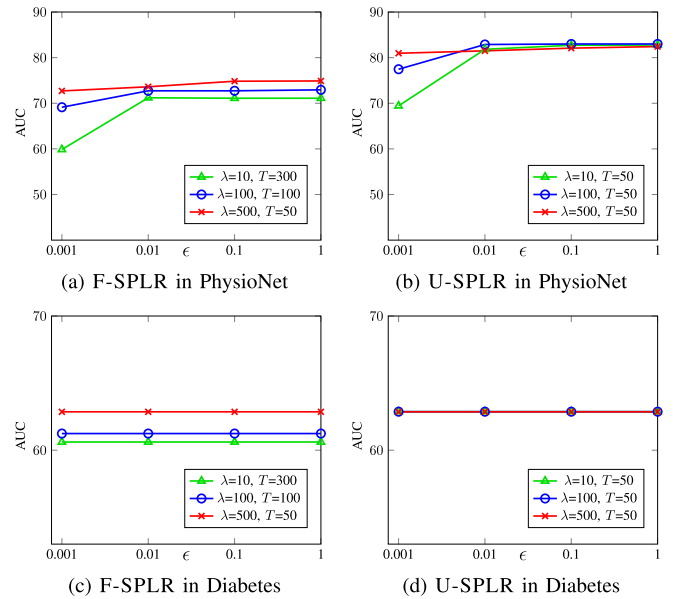 90
80
70
60
50
AUC
λ=10, T=300
λ=100, T=100
λ=500, T=50
0.001 0.01 ϵ 0.1 1
(a) F-SPLR in PhysioNet
90
80
70
60
50
AUC
λ=10, T=50
λ=100, T=50
λ=500, T=50
0.001 0.01 ϵ 0.1 1
(b) U-SPLR in PhysioNet
70
60
AUC
λ=10, T=300
λ=100, T=100
λ=500, T=50
0.001 0.01 ϵ 0.1 1
(c) F-SPLR in Diabetes
70
60
AUC
λ=10, T=50
λ=100, T=50
λ=500, T=50
0.001 0.01 ϵ 0.1 1
(d) U-SPLR in Diabetes